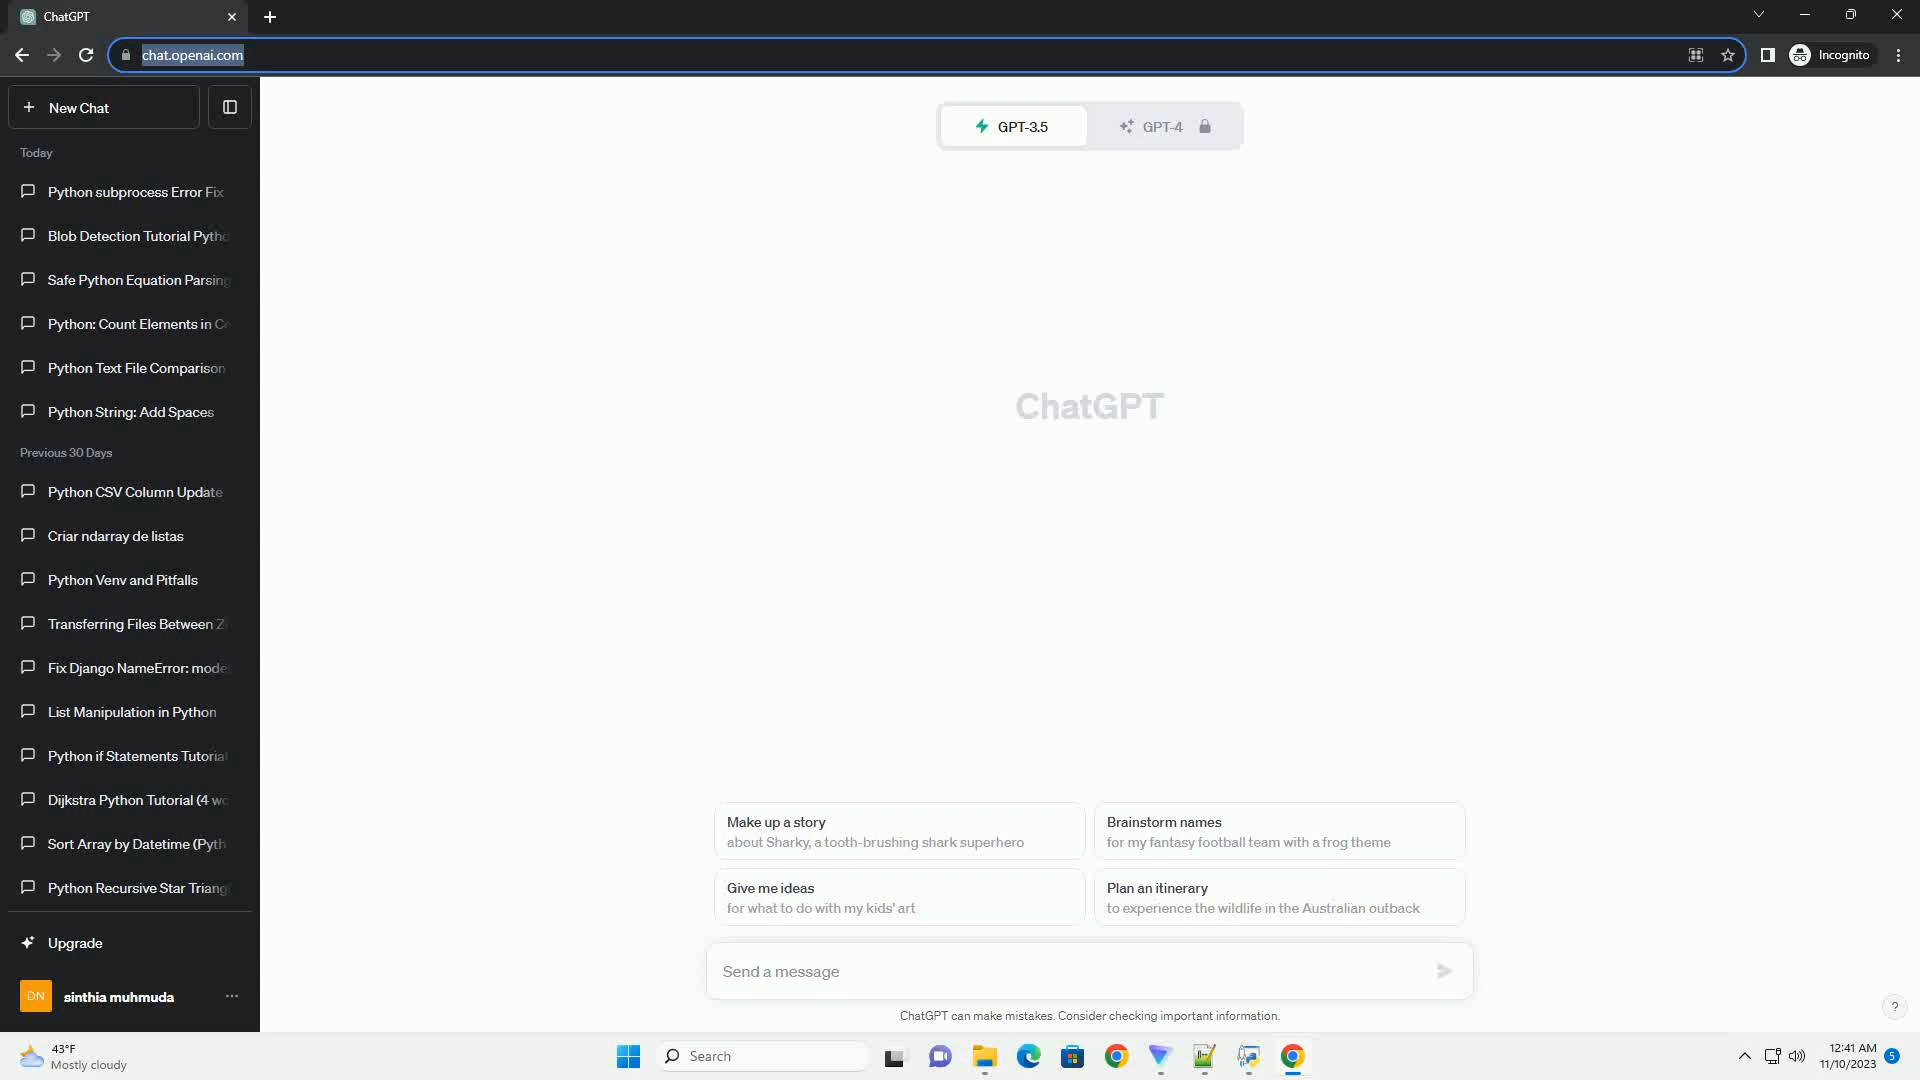 ChatGPT
chat.openai.com
Incognito
New Chat
Today
Python subprocess Error Fix
Blob Detection Tutorial Pytho
Safe Python Equation Parsing
Python: Count Elements in Co
Python Text File Comparison
Python String: Add Spaces
Previous 30 Days
Python CSV Column Update
Criar ndarray de listas
Python Venv and Pitfalls
Transferring Files Between Z
Fix Django NameError: mode
List Manipulation in Python
Python if Statements Tutorial
Dijkstra Python Tutorial (4 wo
Sort Array by Datetime (Pyth
Python Recursive Star Triang
Upgrade
DN
sinthia muhmuda
GPT-3.5
GPT-4
ChatGPT
Make up a story
about Sharky, a tooth-brushing shark superhero
Brainstorm names
for my fantasy football team with a frog theme
Give me ideas
for what to do with my kids' art
Plan an itinerary
to experience the wildlife in the Australian outback
Send a message
ChatGPT can make mistakes. Consider checking important information.
?
43°F
Mostly cloudy
Search
12:41 AM
11/10/2023
5